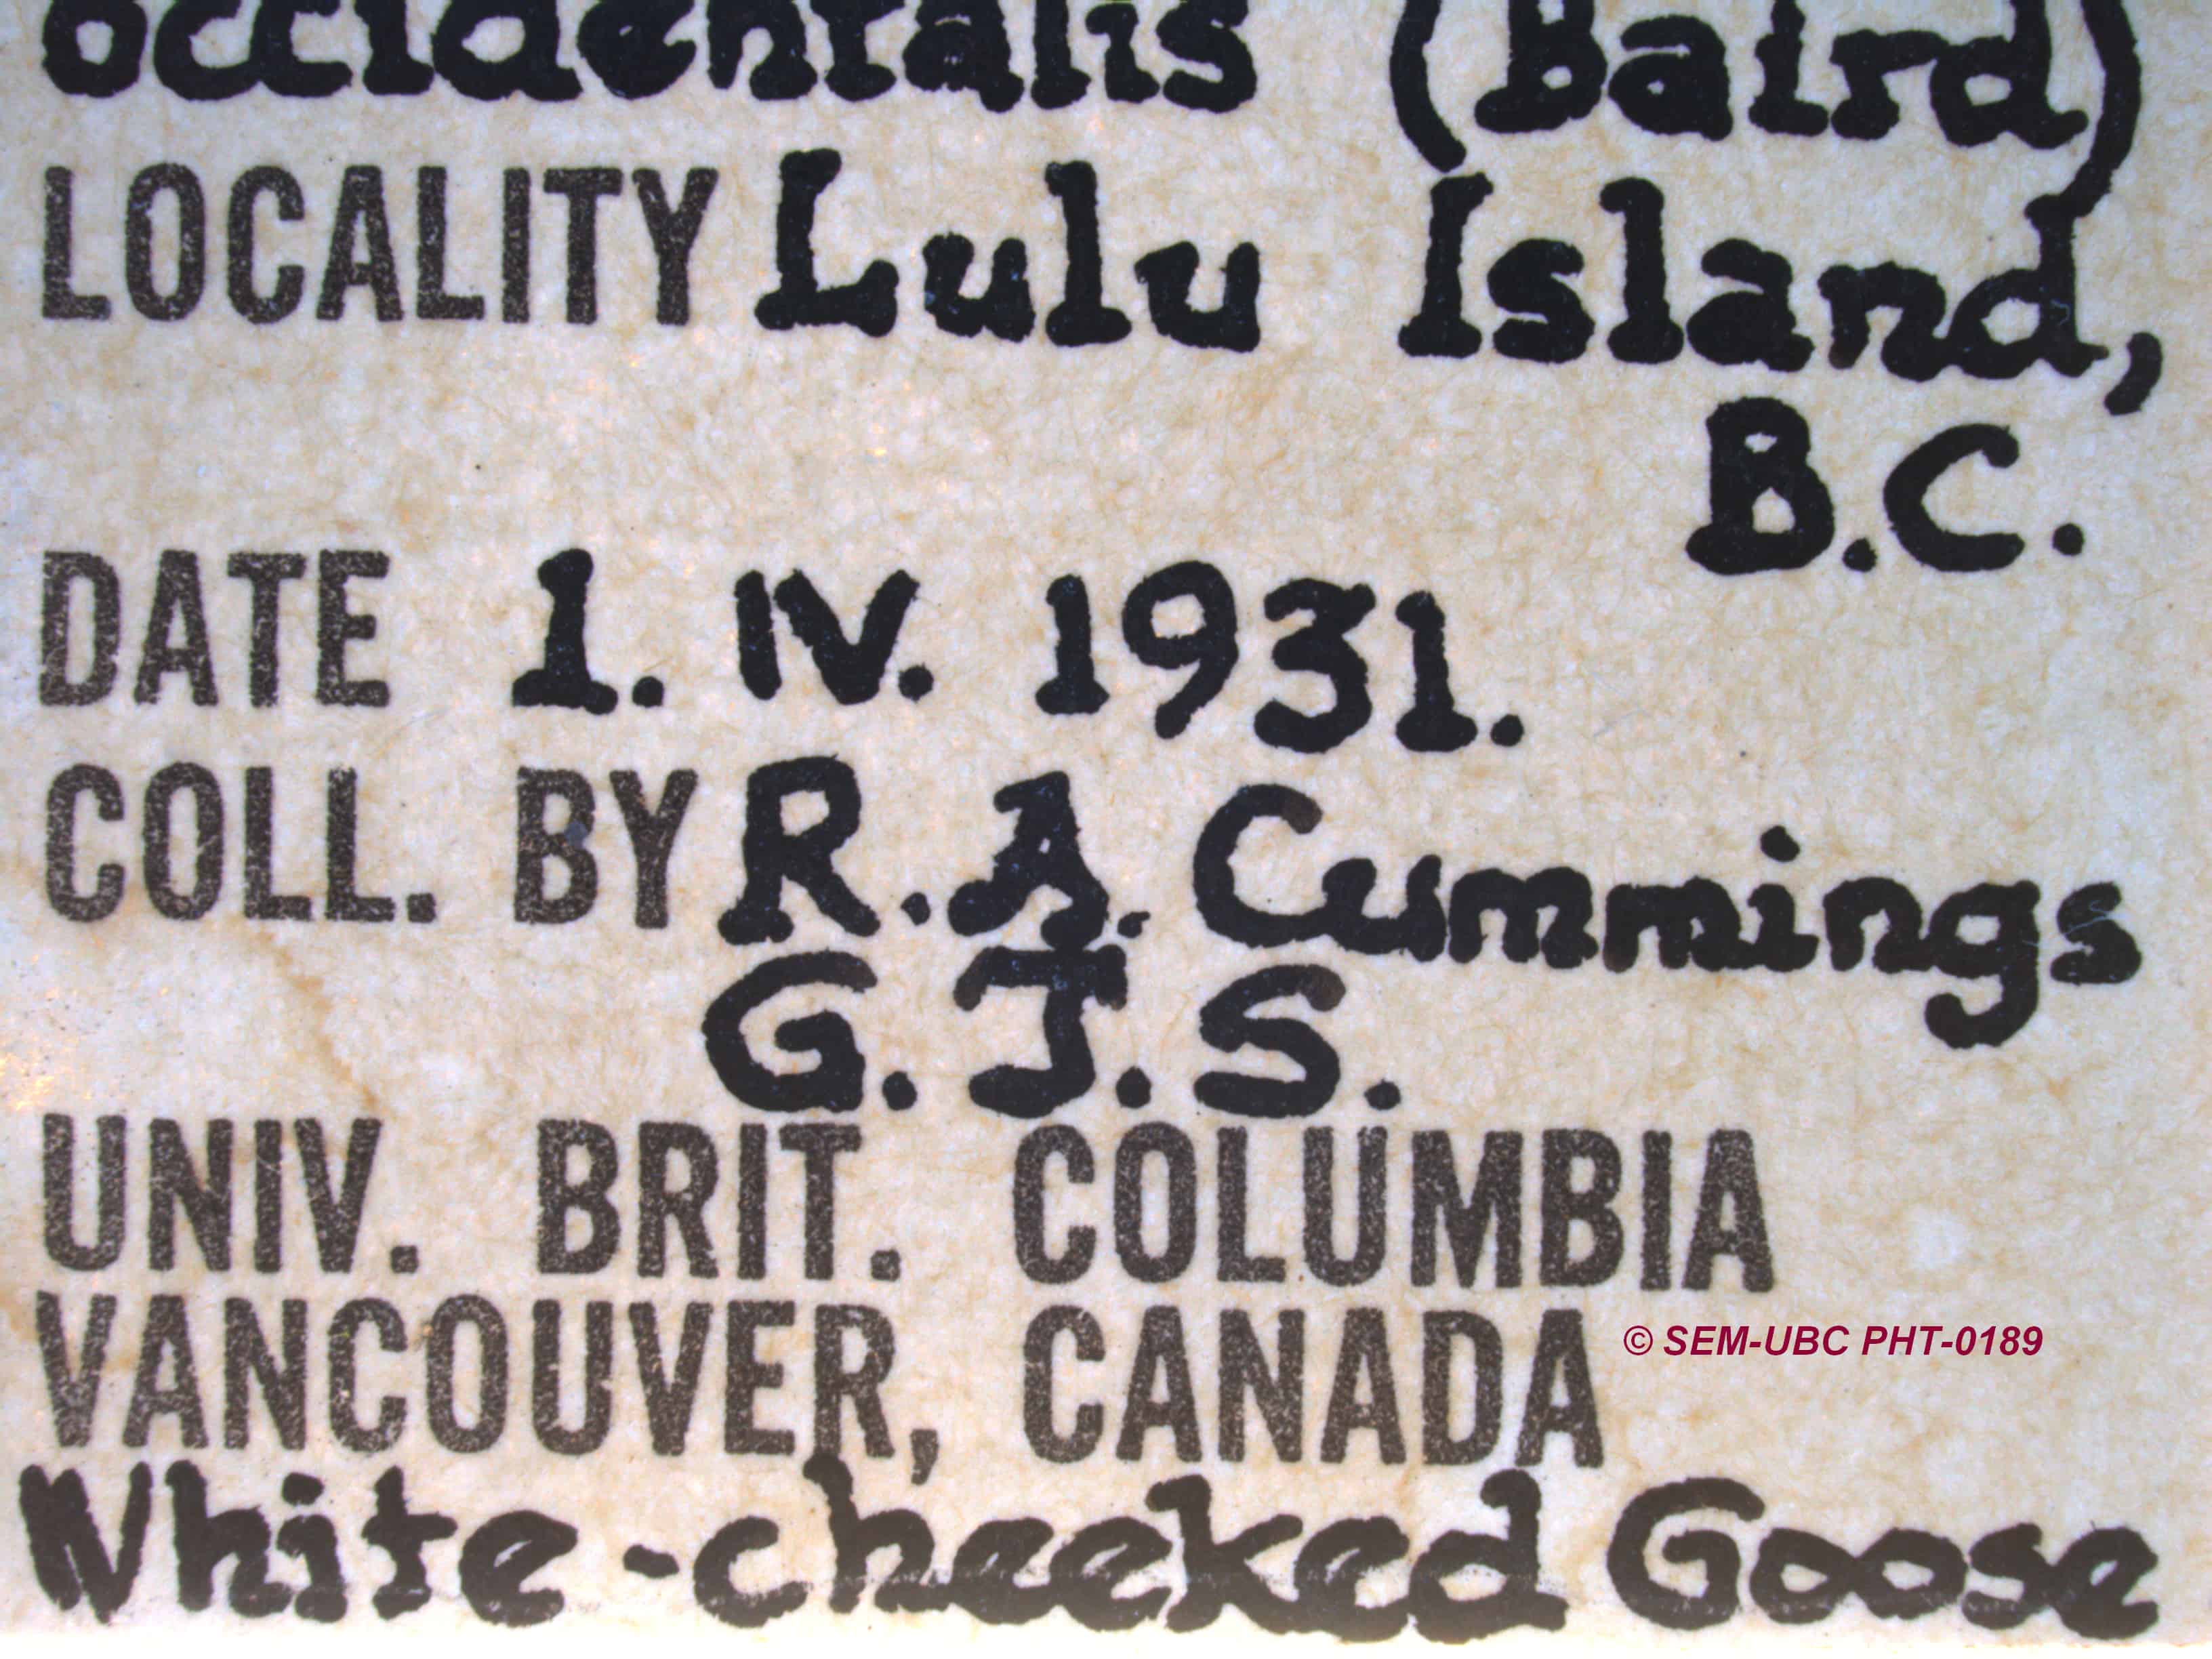 occidentalis (Baird)
LOCALITY Lulu Island,
B.C.
DATE 1. IV. 1931.
COLL. BY R.A. Cummings
G.J.S.
UNIV. BRIT. COLUMBIA
VANCOUVER, CANADA
© SEM-UBC PHT-0189
White-cheeked Goose